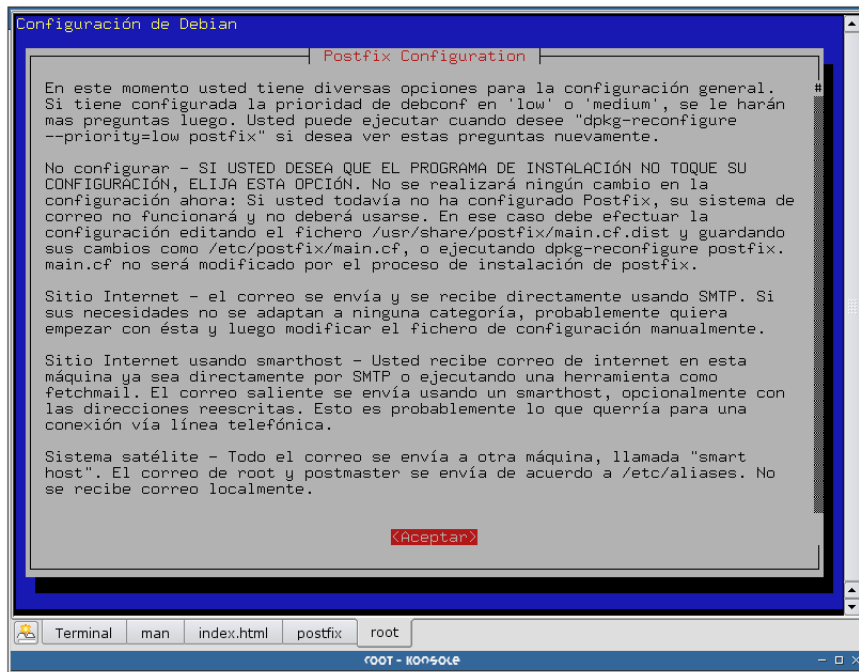 Configuración de Debian
Postfix Configuration
En este momento usted tiene diversas opciones para la configuración general.
Si tiene configurada la prioridad de debconf en 'low' o 'medium', se le harán
mas preguntas luego. Usted puede ejecutar cuando desee "dpkg-reconfigure
--priority=low postfix" si desea ver estas preguntas nuevamente.
No configurar – SI USTED DESEA QUE EL PROGRAMA DE INSTALACIóN NO TOQUE SU
CONFIGURACIóN, ELIJA ESTA OPCIóN. No se realizará ningún cambio en la
configuración ahora: Si usted todavía no ha configurado Postfix, su sistema de
correo no funcionará y no deberá usarse. En ese caso debe efectuar la
configuración editando el fichero /usr/share/postfix/main.cf.dist y guardando
sus cambios como /etc/postfix/main.cf, o ejecutando dpkg-reconfigure postfix.
main.cf no será modificado por el proceso de instalación de postfix.
Sitio Internet – el correo se envía y se recibe directamente usando SMTP. Si
sus necesidades no se adaptan a ninguna categoría, probablemente quiera
empezar con ésta y luego modificar el fichero de configuración manualmente.
Sitio Internet usando smarthost – Usted recibe correo de internet en esta
máquina ya sea directamente por SMTP o ejecutando una herramienta como
fetchmail. El correo saliente se envía usando un smarthost, opcionalmente con
las direcciones reescritas. Esto es probablemente lo que querría para una
conexión vía línea telefónica.
Sistema satélite – Todo el correo se envía a otra máquina, llamada "smart
host". El correo de root y postmaster se envía de acuerdo a /etc/aliases. No
se recibe correo localmente.
<Aceptar>
Terminal man index.html postfix root
root - Konsole